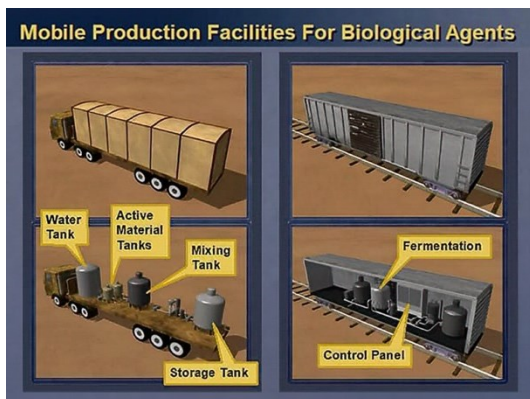 Mobile Production Facilities For Biological Agents
Water
Tank
Active
Material
Tanks
Mixing
Tank
Storage Tank
Fermentation
Control Panel